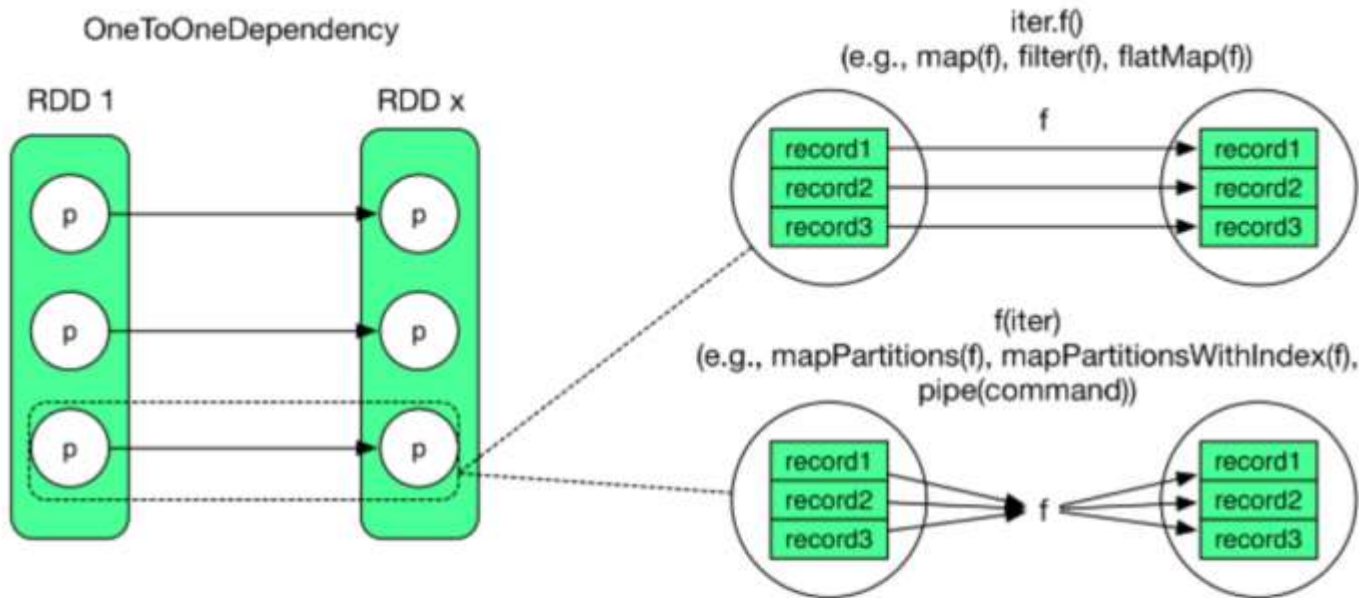 OneToOneDependency
RDD 1
RDD x
p
p
p
p
p
p
iter.f()
(e.g., map(f), filter(f), flatMap(f))
f
record1
record1
record2
record2
record3
record3
f(iter)
(e.g., mapPartitions(f), mapPartitionsWithIndex(f),
pipe(command))
record1
record1
record2
f
record2
record3
record3